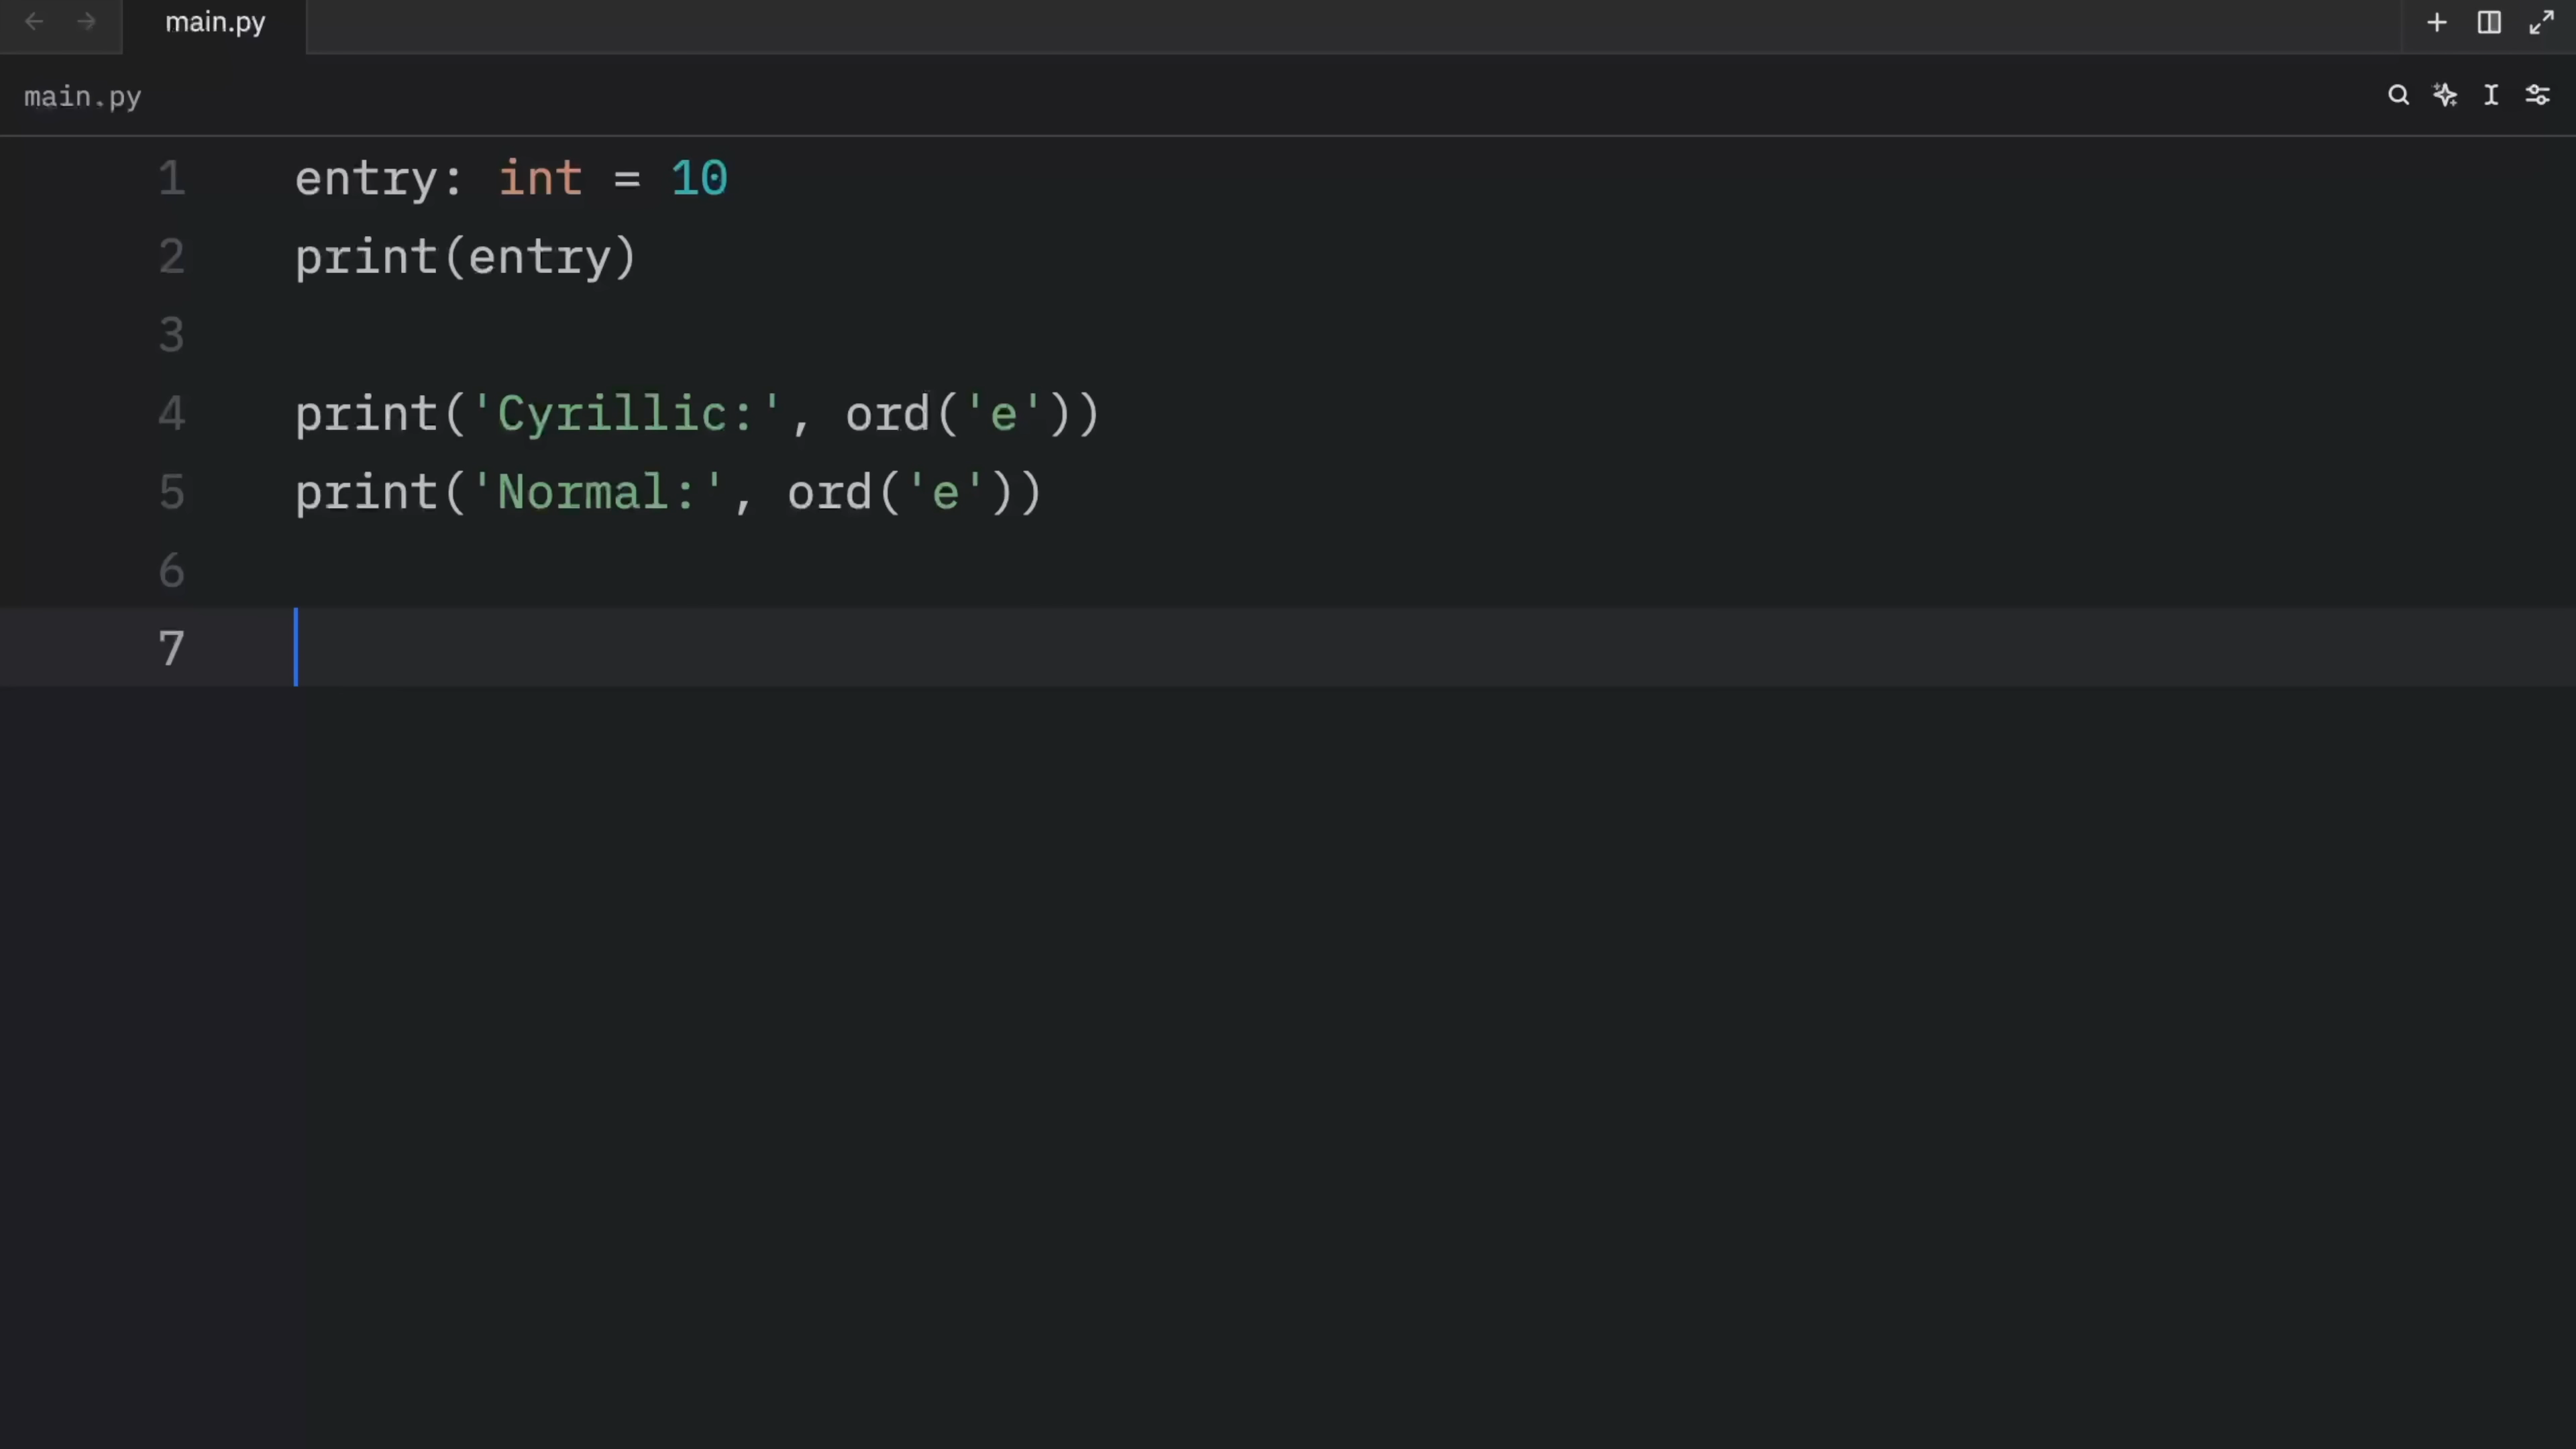 main.py
main.py
1 entry: int = 10
2 print(entry)
3
4 print('Cyrillic:', ord('е'))
5 print('Normal:', ord('e'))
6
7